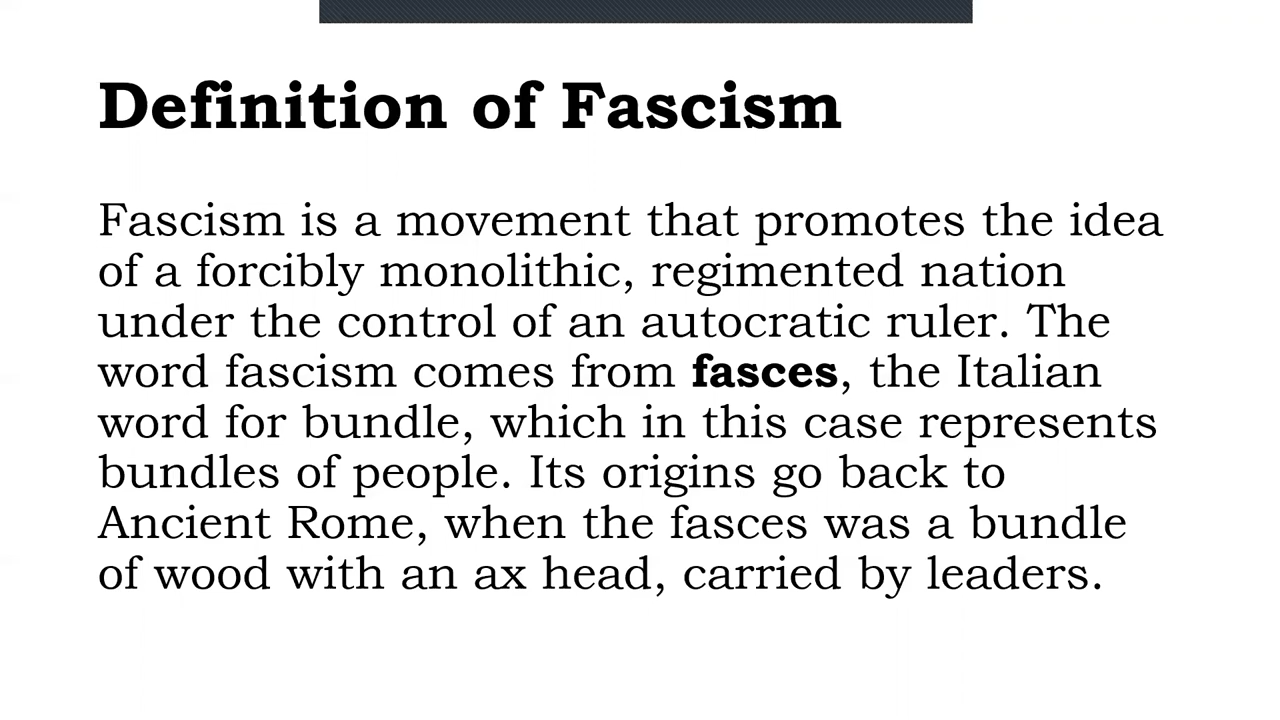 Definition of Fascism
Fascism is a movement that promotes the idea
of a forcibly monolithic, regimented nation
under the control of an autocratic ruler. The
word fascism comes from fasces, the Italian
word for bundle, which in this case represents
bundles of people. Its origins go back to
Ancient Rome, when the fasces was a bundle
of wood with an ax head, carried by leaders.